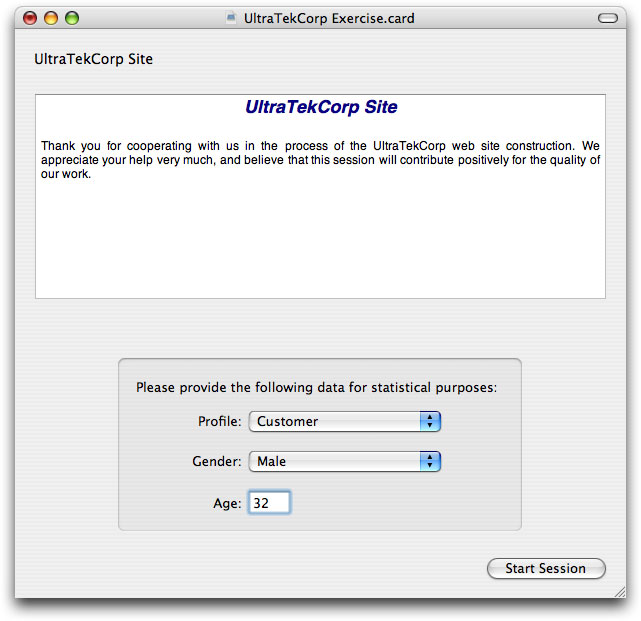 UltraTekCorp Exercise.card
UltraTekCorp Site
UltraTekCorp Site
Thank you for cooperating with us in the process of the UltraTekCorp web site construction. We
appreciate your help very much, and believe that this session will contribute positively for the quality of
our work.
Please provide the following data for statistical purposes:
Profile: Customer
Gender: Male
Age: 32
Start Session